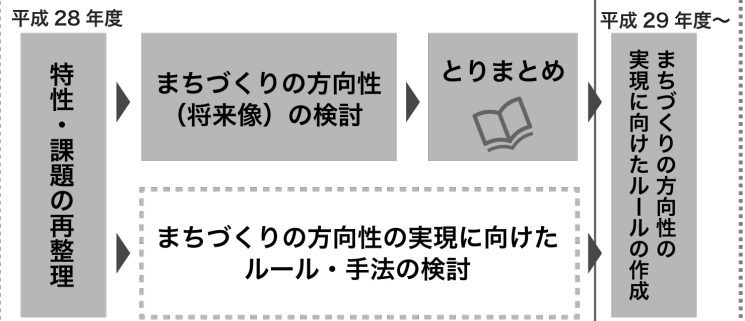 平成 28 年度
特性・課題の再整理
まちづくりの方向性
（将来像）の検討
とりまとめ
まちづくりの方向性の実現に向けた
ルール・手法の検討
平成 29 年度～
まちづくりの方向性の
実現に向けたルールの作成